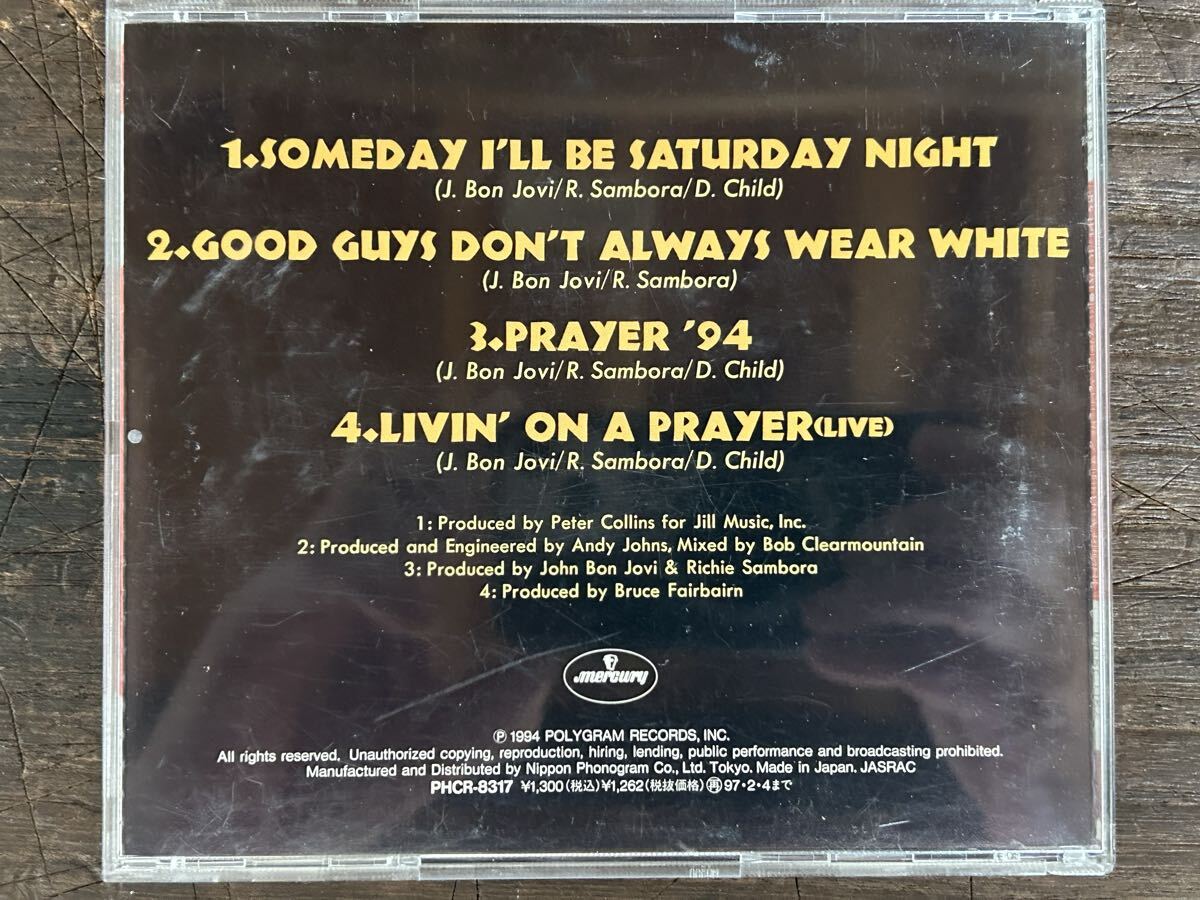 1.SOMEDAY I'LL BE SATURDAY NIGHT
(J. Bon Jovi/R. Sambora/D. Child)
2.GOOD GUYS DON'T ALWAYS WEAR WHITE
(J. Bon Jovi/R. Sambora)
3.PRAYER '94
(J. Bon Jovi/R. Sambora/D. Child)
4.LIVIN' ON A PRAYER(LIVE)
(J. Bon Jovi/R. Sambora/D. Child)
1: Produced by Peter Collins for Jill Music, Inc.
2: Produced and Engineered by Andy Johns, Mixed by Bob Clearmountain
3: Produced by John Bon Jovi & Richie Sambora
4: Produced by Bruce Fairbairn
mercury
Ⓟ 1994 POLYGRAM RECORDS, INC.
All rights reserved. Unauthorized copying, reproduction, hiring, lending, public performance and broadcasting prohibited.
Manufactured and Distributed by Nippon Phonogram Co., Ltd. Tokyo. Made in Japan. JASRAC
PHCR-8317 ¥1,300(税込)¥1,262(税抜価格)㊞97・2・4まで